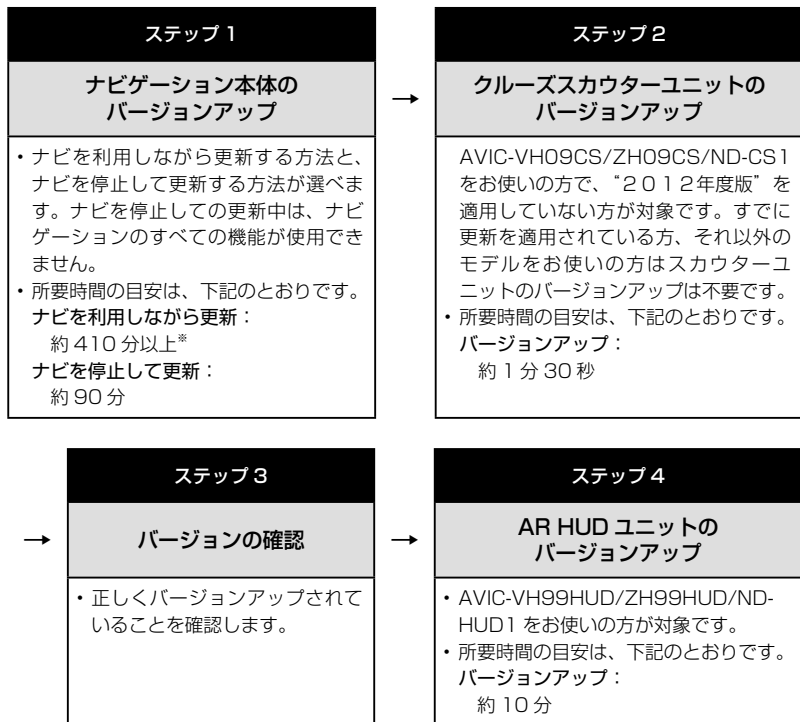 ステップ 1
ナビゲーション本体の
バージョンアップ
・ナビを利用しながら更新する方法と、
ナビを停止して更新する方法が選べま
す。ナビを停止しての更新中は、ナビ
ゲーションのすべての機能が使用でき
ません。
・所要時間の目安は、下記のとおりです。
ナビを利用しながら更新：
約 410 分以上※
ナビを停止して更新：
約 90 分
→
ステップ 2
クルーズスカウターユニットの
バージョンアップ
AVIC-VH09CS/ZH09CS/ND-CS1
をお使いの方で、“２０１２年度版”を
適用していない方が対象です。すでに
更新を適用されている方、それ以外の
モデルをお使いの方はスカウターユ
ニットのバージョンアップは不要です。
・所要時間の目安は、下記のとおりです。
バージョンアップ：
約 1 分 30 秒
→
ステップ 3
バージョンの確認
・正しくバージョンアップされて
いることを確認します。
→
ステップ 4
AR HUD ユニットの
バージョンアップ
・AVIC-VH99HUD/ZH99HUD/ND-
HUD1 をお使いの方が対象です。
・所要時間の目安は、下記のとおりです。
バージョンアップ：
約 10 分